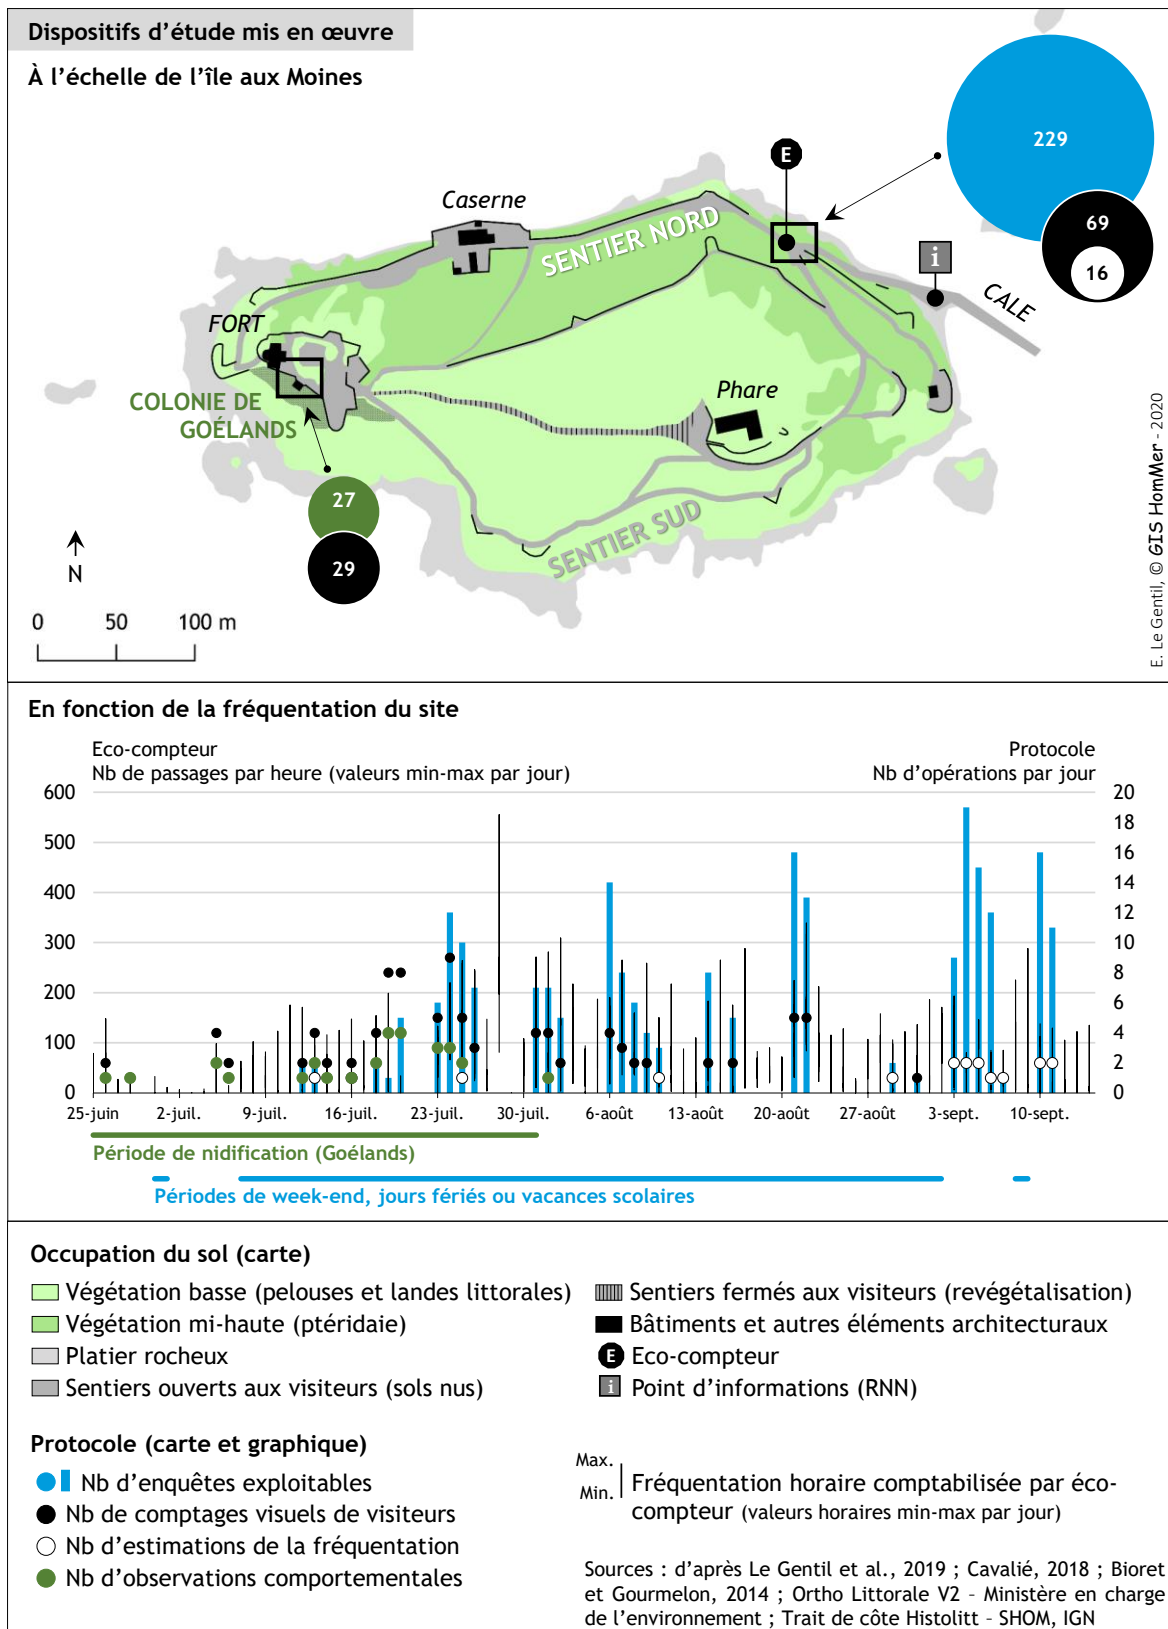 Dispositifs d'étude mis en œuvre
À l'échelle de l'île aux Moines
229
69
16
E
i
Caserne
SENTIER NORD
CALE
FORT
COLONIE DE
GOÉLANDS
Phare
SENTIER SUD
27
29
N
0 50 100 m
E. Le Gentil, © GIS HomMer - 2020
En fonction de la fréquentation du site
Eco-compteur
Nb de passages par heure (valeurs min-max par jour)
Protocole
Nb d'opérations par jour
600
500
400
300
200
100
0
20
18
16
14
12
10
8
6
4
2
0
25-juin 2-juil. 9-juil. 16-juil. 23-juil. 30-juil. 6-août 13-août 20-août 27-août 3-sept. 10-sept.
Période de nidification (Goélands)
Périodes de week-end, jours fériés ou vacances scolaires
Occupation du sol (carte)
Végétation basse (pelouses et landes littorales)
Végétation mi-haute (ptéridaie)
Platier rocheux
Sentiers ouverts aux visiteurs (sols nus)
Sentiers fermés aux visiteurs (revégétalisation)
Bâtiments et autres éléments architecturaux
E Eco-compteur
i Point d'informations (RNN)
Protocole (carte et graphique)
Nb d'enquêtes exploitables
Nb de comptages visuels de visiteurs
Nb d'estimations de la fréquentation
Nb d'observations comportementales
Max.
Min.
Fréquentation horaire comptabilisée par éco-
compteur (valeurs horaires min-max par jour)
Sources : d'après Le Gentil et al., 2019 ; Cavalié, 2018 ; Bioret
et Gourmelon, 2014 ; Ortho Littorale V2 - Ministère en charge
de l'environnement ; Trait de côte Histolitt - SHOM, IGN